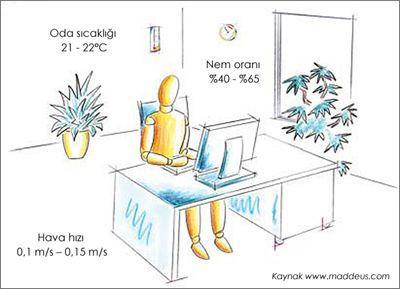 Oda sıcaklığı
21 - 22°C
Nem oranı
%40 - %65
Hava hızı
0,1 m/s – 0,15 m/s
Kaynak www.maddeus.com